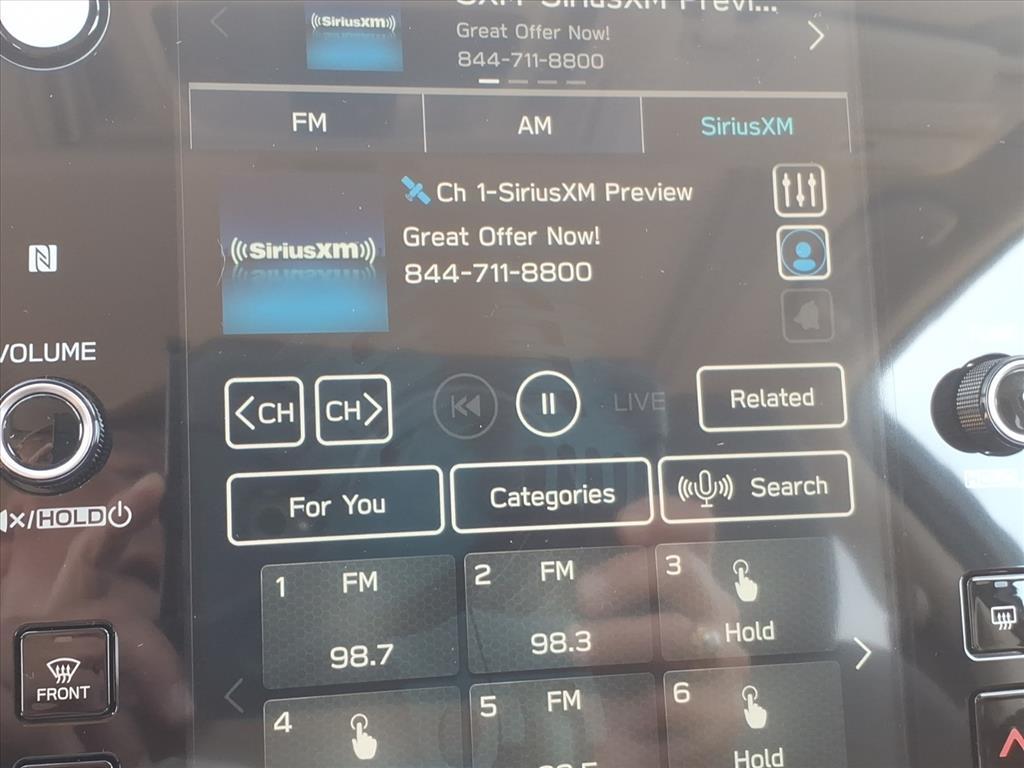 SiriusXM
Great Offer Now!
844-711-8800
FM
AM
SiriusXM
Ch 1-SiriusXM Preview
((SiriusXm))
Great Offer Now!
844-711-8800
VOLUME
<CH
CH>
LIVE
Related
For You
Categories
Search
/HOLD
1 FM
98.7
2 FM
98.3
3
Hold
FRONT
4
5 FM
6
Hold